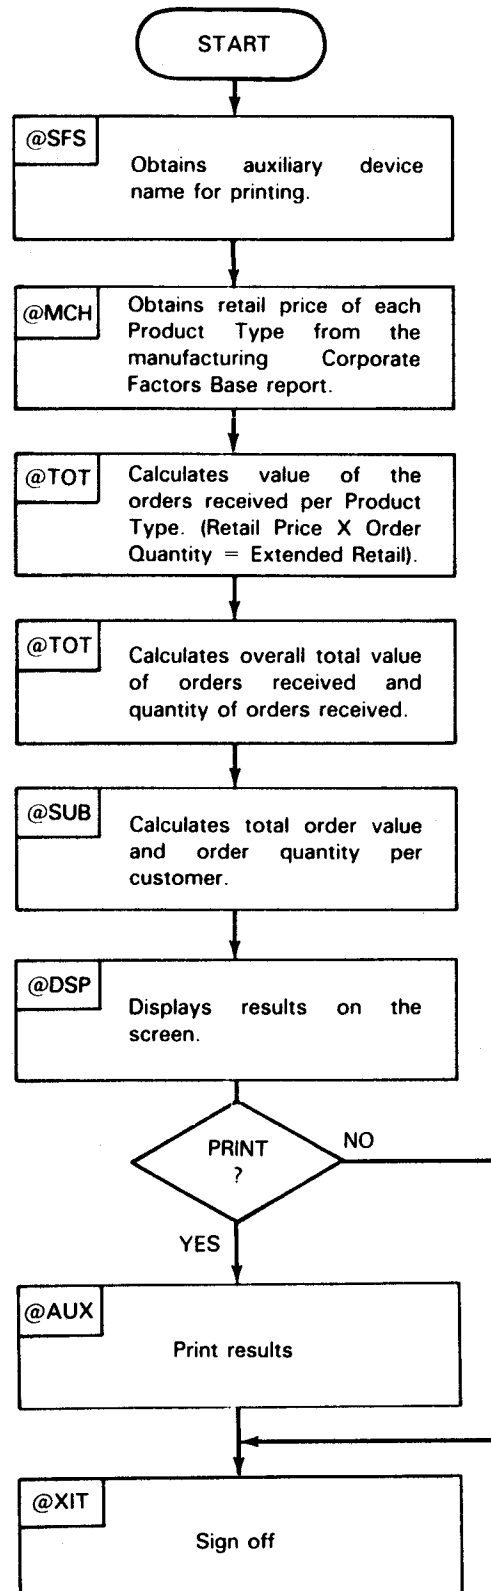 START
@SFS
Obtains auxiliary device
name for printing.
@MCH
Obtains retail price of each
Product Type from the
manufacturing Corporate
Factors Base report.
@TOT
Calculates value of the
orders received per Product
Type. (Retail Price X Order
Quantity = Extended Retail).
@TOT
Calculates overall total value
of orders received and
quantity of orders received.
@SUB
Calculates total order value
and order quantity per
customer.
@DSP
Displays results on the
screen.
PRINT
?
NO
YES
@AUX
Print results
@XIT
Sign off